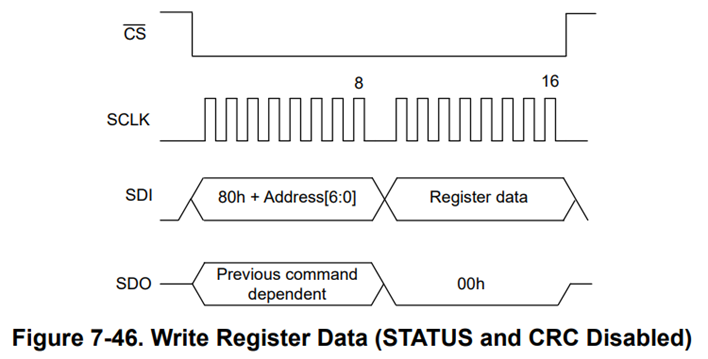 CS
8
16
SCLK
SDI
80h + Address[6:0]
Register data
SDO
Previous command
dependent
00h
Figure 7-46. Write Register Data (STATUS and CRC Disabled)